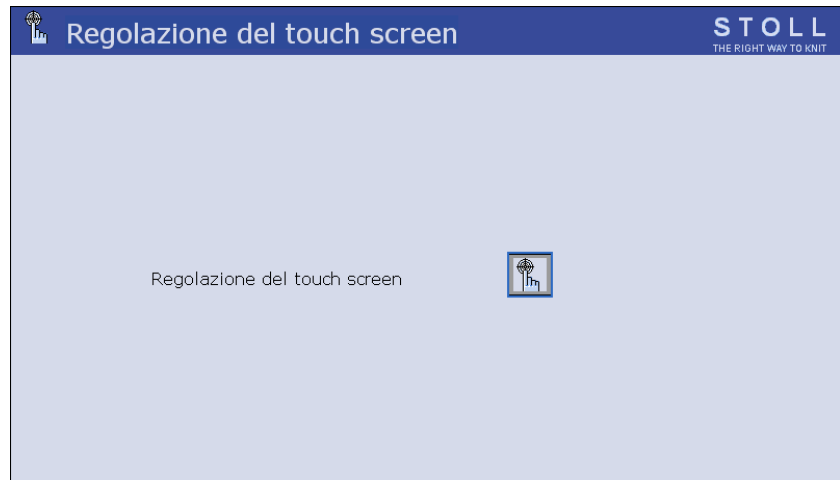 Regolazione del touch screen
STOLL
THE RIGHT WAY TO KNIT
Regolazione del touch screen